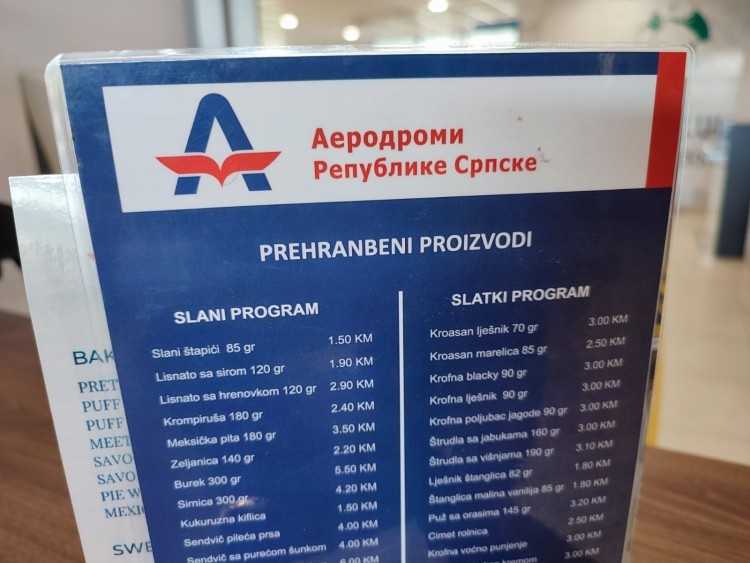 Аеродроми
Републике Српске
PREHRANBENI PROIZVODI
SLANI PROGRAM
Slani štapići 85 gr 1.50 KM
Lisnato sa sirom 120 gr 1.90 KM
Lisnato sa hrenovkom 120 gr 2.90 KM
Krompiruša 180 gr 2.40 KM
Meksička pita 180 gr 3.50 KM
Zeljanica 140 gr 2.20 KM
Burek 300 gr 5.50 KM
Sirnica 300 gr 4.20 KM
Kukuruzna kiflica 1.50 KM
Sendvič pileća prsa 4.00 KM
Sendvič sa purećom šunkom 4.00 KM
6.00 KM
SLATKI PROGRAM
Kroasan lješnik 70 gr 3.00 KM
Kroasan marelica 85 gr 2.50 KM
Krofna blacky 90 gr 3.00 KM
Krofna lješnik 90 gr 3.00 KM
Krofna poljubac jagode 90 gr 3.00 KM
Štrudla sa jabukama 160 gr 3.00 KM
Štrudla sa višnjama 190 gr 3.10 KM
Lješnik štanglica 82 gr 1.80 KM
Štanglica malina vanilija 85 gr 1.80 KM
Puž sa orasima 145 gr 3.20 KM
Cimet rolnica 2.50 KM
Krofna voćno punjenje 3.00 KM
kremom 3.00 KM
BAK
PRET
PUFF
PUFF
MEET
SAVO
SAVO
PIE W
MEXI
SWE